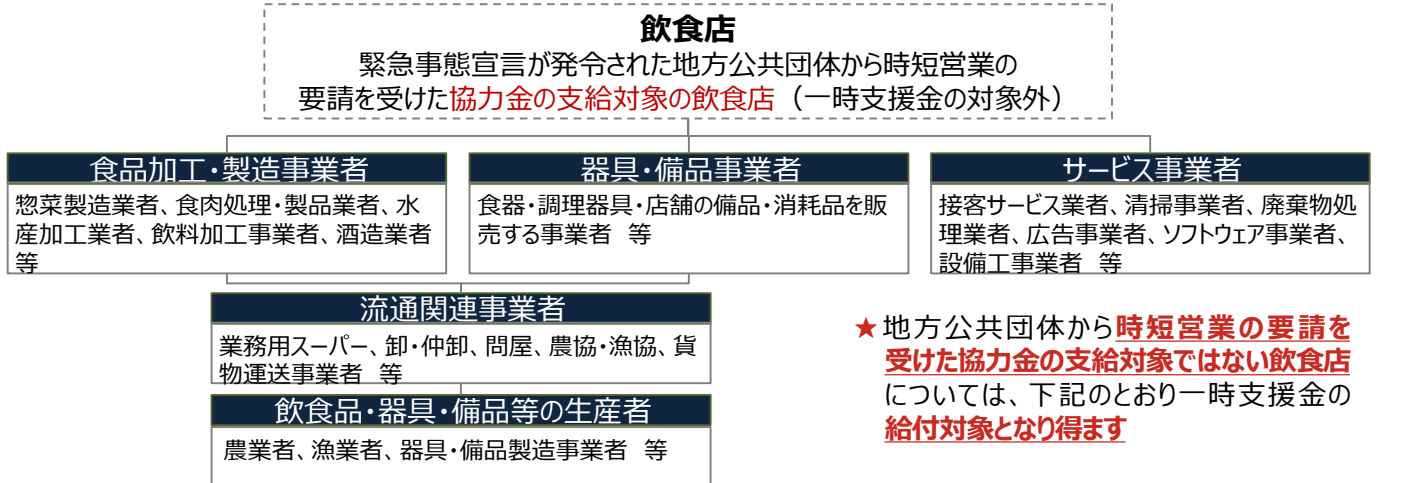 飲食店
緊急事態宣言が発令された地方公共団体から時短営業の
要請を受けた協力金の支給対象の飲食店（一時支援金の対象外）
食品加工・製造事業者
惣菜製造業者、食肉処理・製品業者、水
産加工業者、飲料加工事業者、酒造業者
等
器具・備品事業者
食器・調理器具・店舗の備品・消耗品を販
売する事業者　等
サービス事業者
接客サービス業者、清掃事業者、廃棄物処
理業者、広告事業者、ソフトウェア事業者、
設備工事業者　等
流通関連事業者
業務用スーパー、卸・仲卸、問屋、農協・漁協、貨
物運送事業者　等
飲食品・器具・備品等の生産者
農業者、漁業者、器具・備品製造事業者　等
★地方公共団体から時短営業の要請を
受けた協力金の支給対象ではない飲食店
については、下記のとおり一時支援金の
給付対象となり得ます